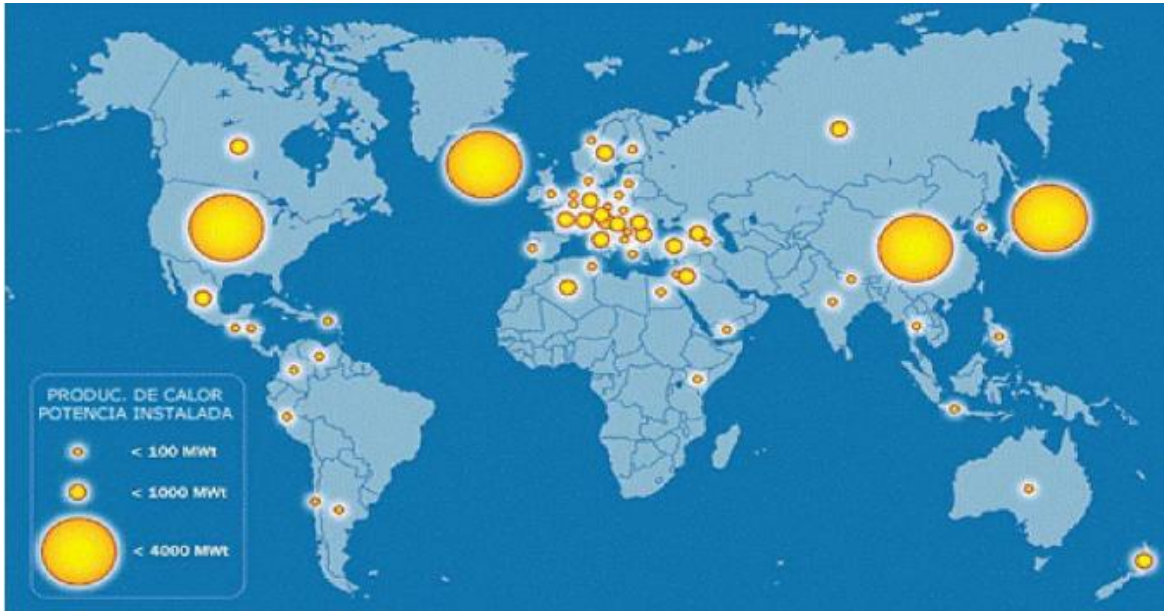 PRODUC. DE CALOR
POTENCIA INSTALADA
< 100 MWt
< 1000 MWt
< 4000 MWt